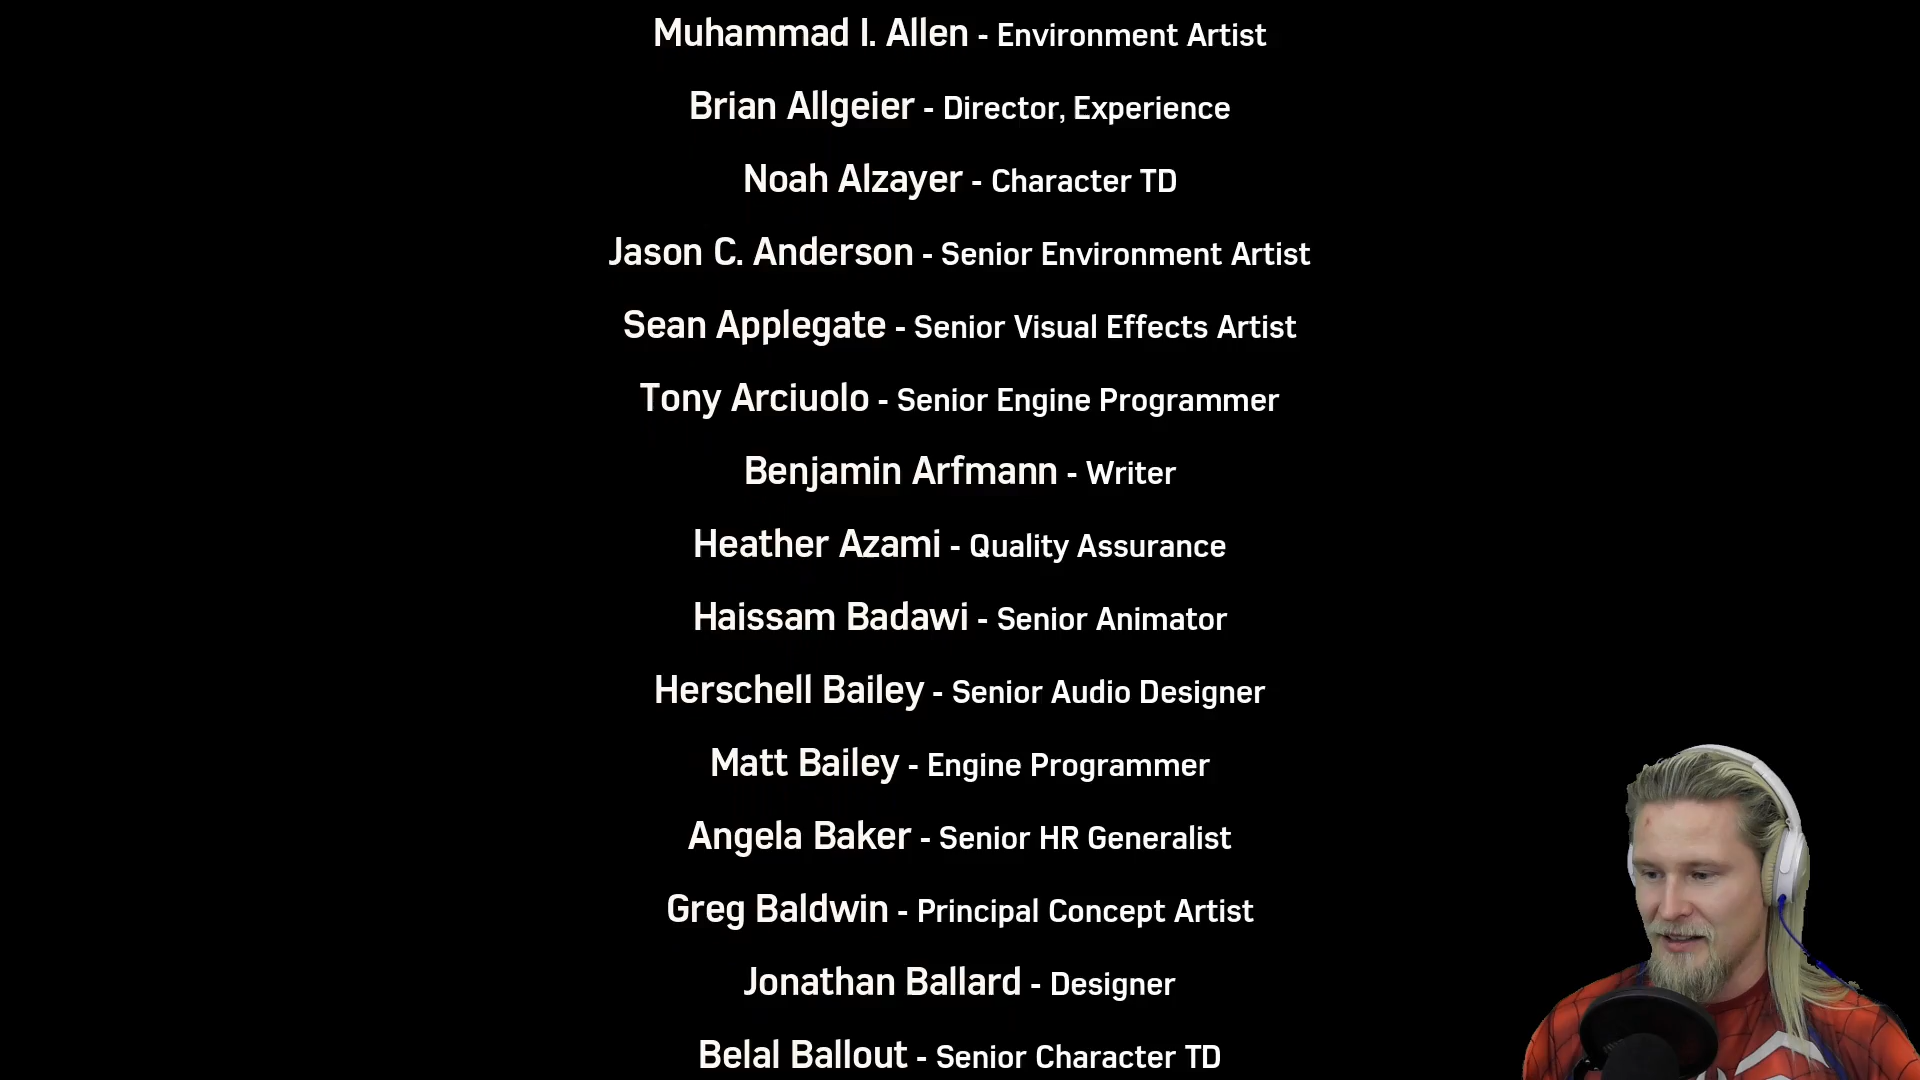 Muhammad I. Allen - Environment Artist
Brian Allgeier - Director, Experience
Noah Alzayer - Character TD
Jason C. Anderson - Senior Environment Artist
Sean Applegate - Senior Visual Effects Artist
Tony Arciuolo - Senior Engine Programmer
Benjamin Arfmann - Writer
Heather Azami - Quality Assurance
Haissam Badawi - Senior Animator
Herschell Bailey - Senior Audio Designer
Matt Bailey - Engine Programmer
Angela Baker - Senior HR Generalist
Greg Baldwin - Principal Concept Artist
Jonathan Ballard - Designer
Belal Ballout - Senior Character TD